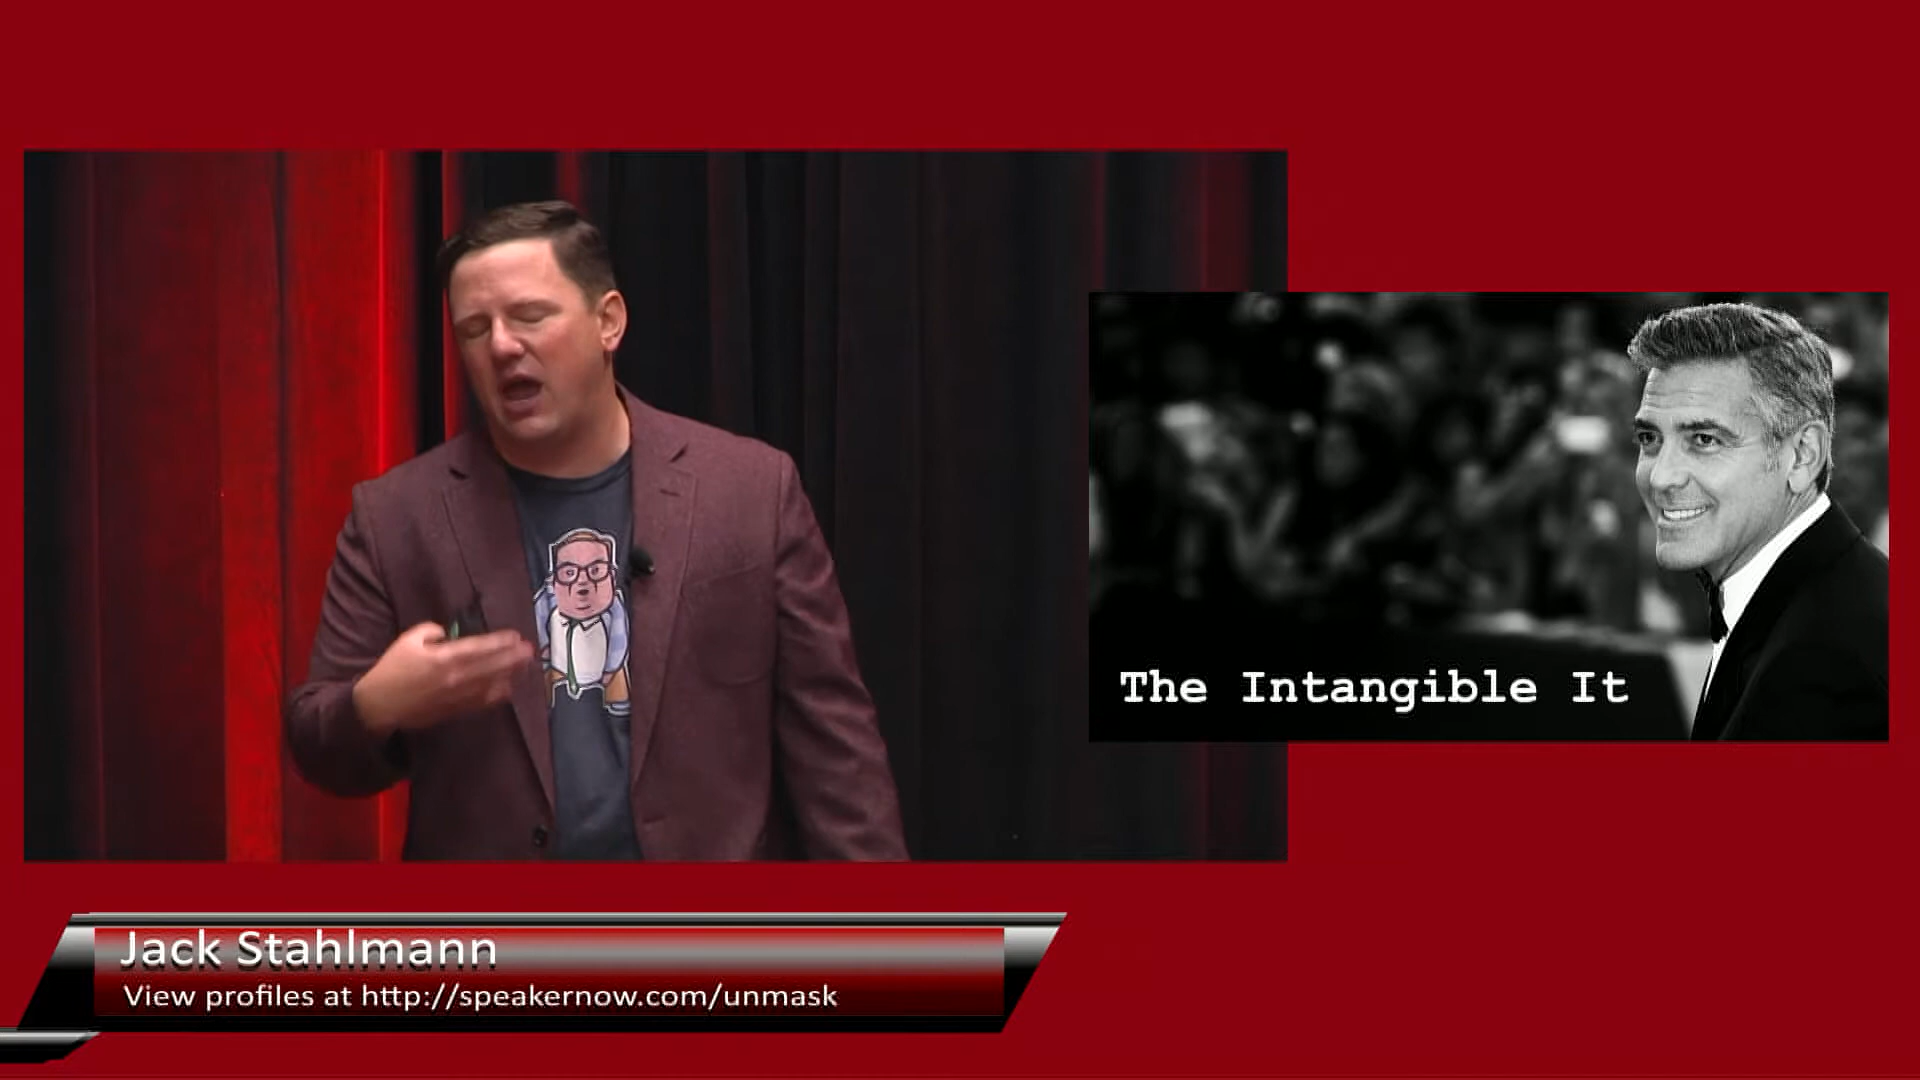 The Intangible It
Jack Stahlmann
View profiles at http://speakernow.com/unmask